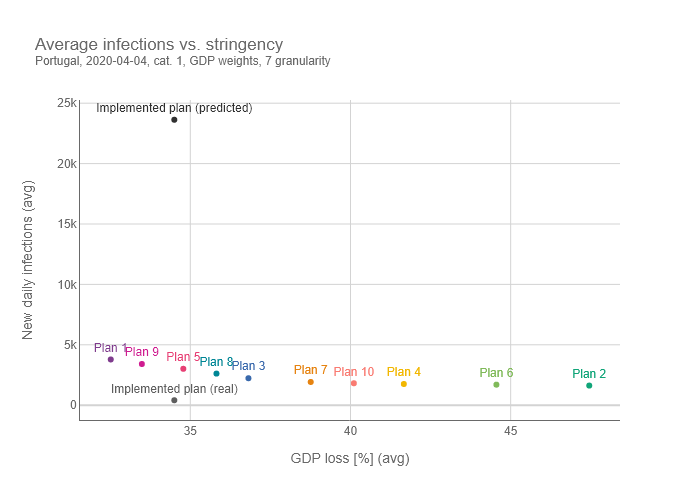 Average infections vs. stringency
Portugal, 2020-04-04, cat. 1, GDP weights, 7 granularity
25k
Implemented plan (predicted)
20k
15k
10k
5k
Plan 1
Plan 9
Plan 5
Plan 8
Plan 3
Plan 7
Plan 10
Plan 4
Plan 6
Plan 2
Implemented plan (real)
0
35
40
45
GDP loss [%] (avg)
New daily infections (avg)